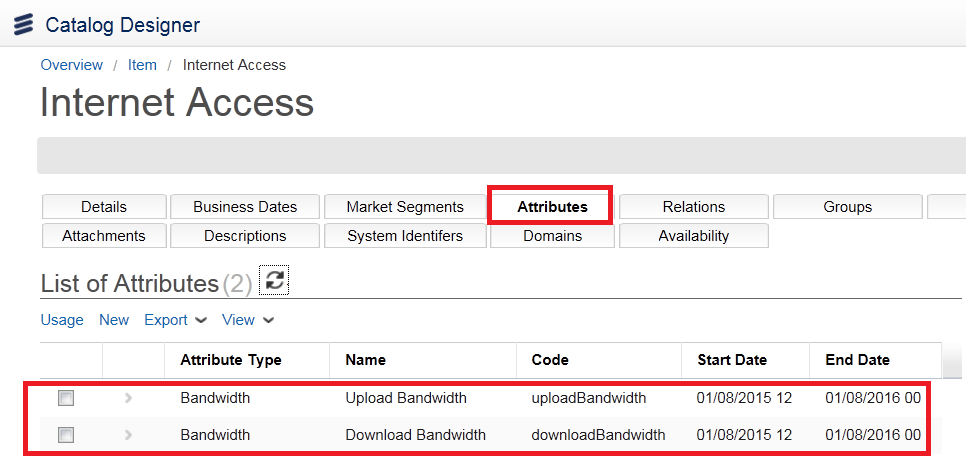 Catalog Designer
Overview / Item / Internet Access
Internet Access
Details Business Dates Market Segments Attributes Relations Groups
Attachments Descriptions System Identifers Domains Availability
List of Attributes (2)
Usage New Export View
Attribute Type Name Code Start Date End Date
Bandwidth Upload Bandwidth uploadBandwidth 01/08/2015 12 01/08/2016 00
Bandwidth Download Bandwidth downloadBandwidth 01/08/2015 12 01/08/2016 00